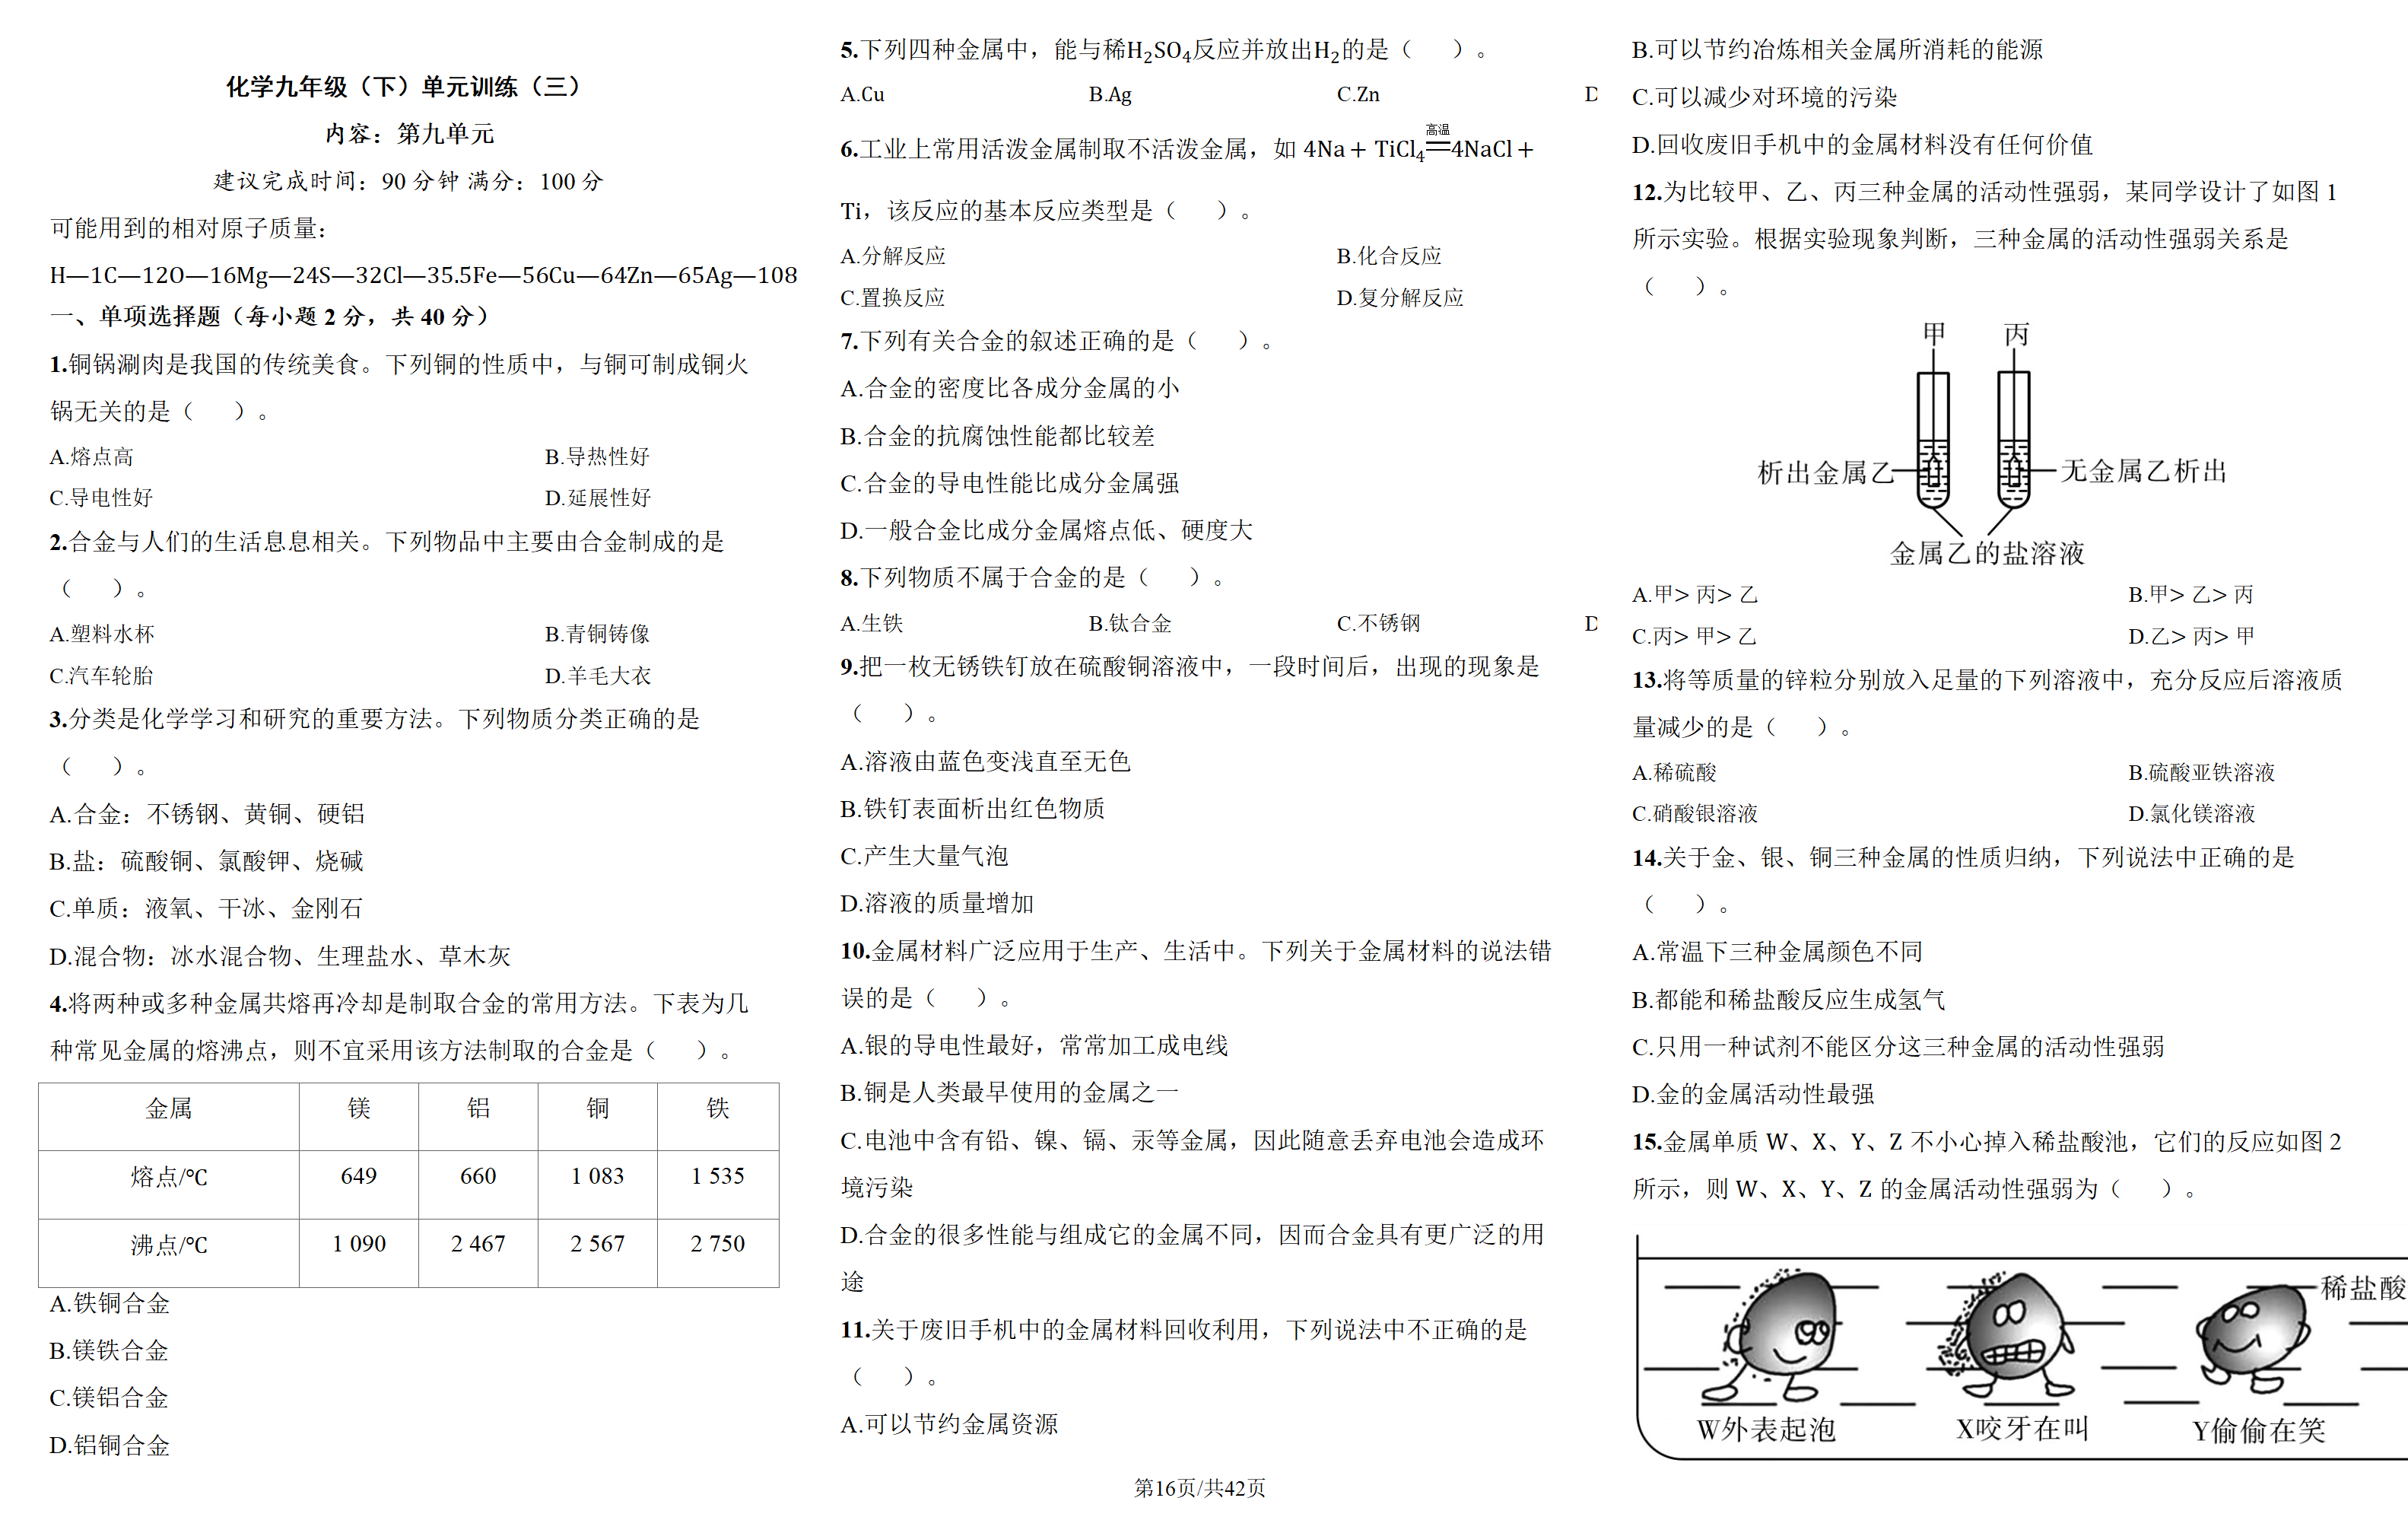 化学九年级（下）单元训练（三）
内容：第九单元
建议完成时间：90 分钟 满分：100 分
可能用到的相对原子质量：
H—1C—12O—16Mg—24S—32Cl—35.5Fe—56Cu—64Zn—65Ag—108
一、单项选择题（每小题 2 分，共 40 分）
1.铜锅涮肉是我国的传统美食。下列铜的性质中，与铜可制成铜火
锅无关的是（　　）。
A.熔点高 B.导热性好
C.导电性好 D.延展性好
2.合金与人们的生活息息相关。下列物品中主要由合金制成的是
（　　）。
A.塑料水杯 B.青铜铸像
C.汽车轮胎 D.羊毛大衣
3.分类是化学学习和研究的重要方法。下列物质分类正确的是
（　　）。
A.合金：不锈钢、黄铜、硬铝
B.盐：硫酸铜、氯酸钾、烧碱
C.单质：液氧、干冰、金刚石
D.混合物：冰水混合物、生理盐水、草木灰
4.将两种或多种金属共熔再冷却是制取合金的常用方法。下表为几
种常见金属的熔沸点，则不宜采用该方法制取的合金是（　　）。
金属 镁 铝 铜 铁
熔点/℃ 649 660 1 083 1 535
沸点/℃ 1 090 2 467 2 567 2 750
A.铁铜合金
B.镁铁合金
C.镁铝合金
D.铝铜合金
5.下列四种金属中，能与稀H₂SO₄反应并放出H₂的是（　　）。
A.Cu B.Ag C.Zn D
6.工业上常用活泼金属制取不活泼金属，如 4Na + TiCl₄ 高温══ 4NaCl +
Ti，该反应的基本反应类型是（　　）。
A.分解反应 B.化合反应
C.置换反应 D.复分解反应
7.下列有关合金的叙述正确的是（　　）。
A.合金的密度比各成分金属的小
B.合金的抗腐蚀性能都比较差
C.合金的导电性能比成分金属强
D.一般合金比成分金属熔点低、硬度大
8.下列物质不属于合金的是（　　）。
A.生铁 B.钛合金 C.不锈钢 D
9.把一枚无锈铁钉放在硫酸铜溶液中，一段时间后，出现的现象是
（　　）。
A.溶液由蓝色变浅直至无色
B.铁钉表面析出红色物质
C.产生大量气泡
D.溶液的质量增加
10.金属材料广泛应用于生产、生活中。下列关于金属材料的说法错
误的是（　　）。
A.银的导电性最好，常常加工成电线
B.铜是人类最早使用的金属之一
C.电池中含有铅、镍、镉、汞等金属，因此随意丢弃电池会造成环
境污染
D.合金的很多性能与组成它的金属不同，因而合金具有更广泛的用
途
11.关于废旧手机中的金属材料回收利用，下列说法中不正确的是
（　　）。
A.可以节约金属资源
B.可以节约冶炼相关金属所消耗的能源
C.可以减少对环境的污染
D.回收废旧手机中的金属材料没有任何价值
12.为比较甲、乙、丙三种金属的活动性强弱，某同学设计了如图 1
所示实验。根据实验现象判断，三种金属的活动性强弱关系是
（　　）。
甲 丙
析出金属乙 无金属乙析出
金属乙的盐溶液
A.甲> 丙> 乙 B.甲> 乙> 丙
C.丙> 甲> 乙 D.乙> 丙> 甲
13.将等质量的锌粒分别放入足量的下列溶液中，充分反应后溶液质
量减少的是（　　）。
A.稀硫酸 B.硫酸亚铁溶液
C.硝酸银溶液 D.氯化镁溶液
14.关于金、银、铜三种金属的性质归纳，下列说法中正确的是
（　　）。
A.常温下三种金属颜色不同
B.都能和稀盐酸反应生成氢气
C.只用一种试剂不能区分这三种金属的活动性强弱
D.金的金属活动性最强
15.金属单质 W、X、Y、Z 不小心掉入稀盐酸池，它们的反应如图 2
所示，则 W、X、Y、Z 的金属活动性强弱为（　　）。
稀盐酸
W外表起泡 X咬牙在叫 Y偷偷在笑
第16页/共42页